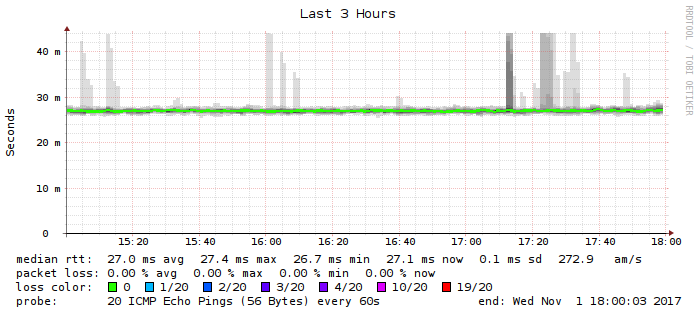 Last 3 Hours
RRDTOOL / TOBI OETIKER
Seconds
40 m
30 m
20 m
10 m
0
15:20 15:40 16:00 16:20 16:40 17:00 17:20 17:40 18:00
median rtt: 27.0 ms avg 27.4 ms max 26.7 ms min 27.1 ms now 0.1 ms sd 272.9 am/s
packet loss: 0.00 % avg 0.00 % max 0.00 % min 0.00 % now
loss color: 0 1/20 2/20 3/20 4/20 10/20 19/20
probe: 20 ICMP Echo Pings (56 Bytes) every 60s end: Wed Nov 1 18:00:03 2017